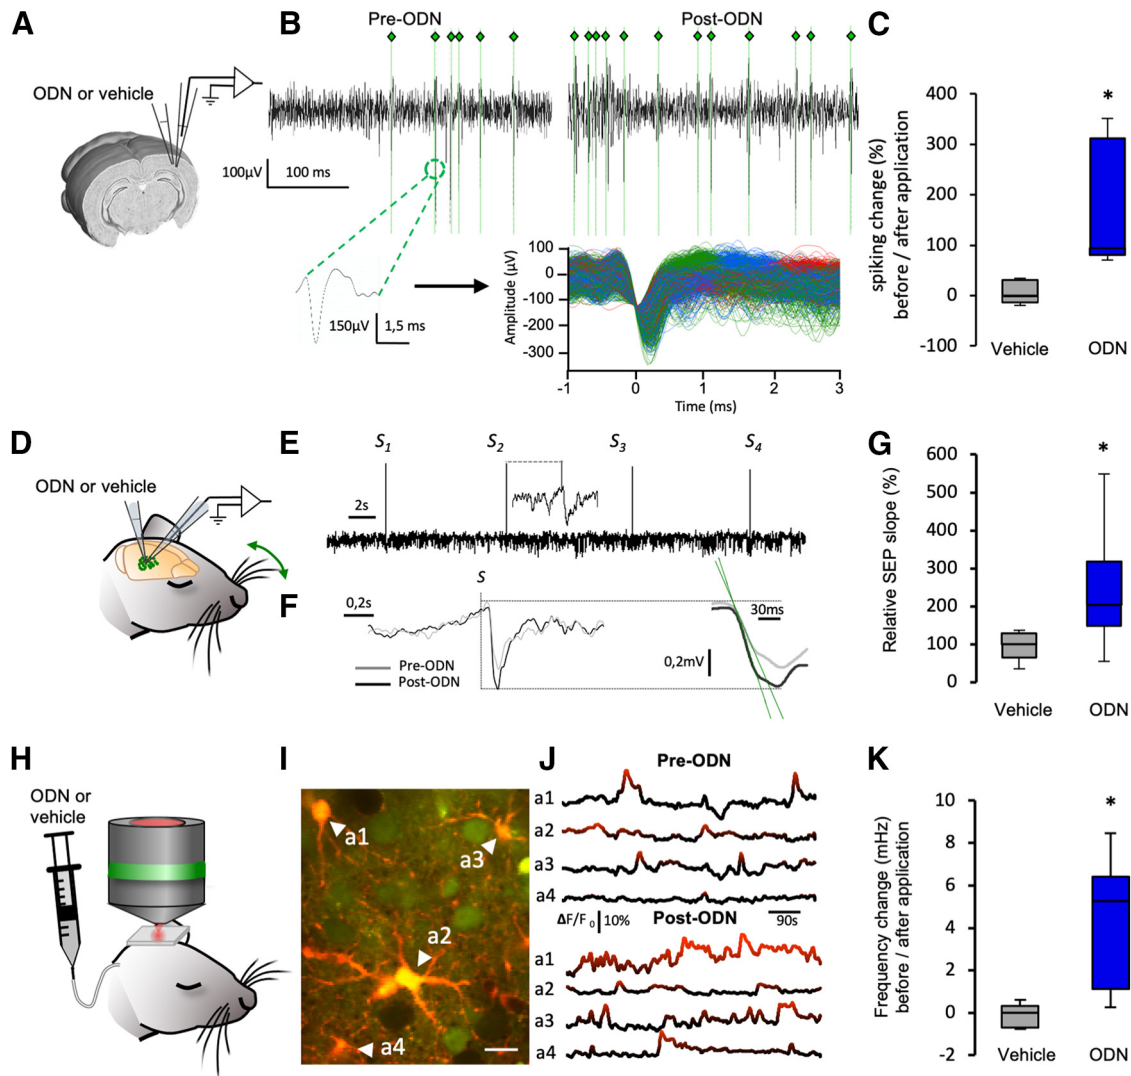 A
ODN or vehicle
B
Pre-ODN
Post-ODN
100µV
100 ms
150µV
1,5 ms
Amplitude (µV)
100
0
-100
-200
-300
-1
0
1
2
3
Time (ms)
C
spiking change (%)
before / after application
400
300
200
100
0
-100
Vehicle
ODN
*
D
ODN or vehicle
E
S1
S2
S3
S4
2s
F
0,2s
S
Pre-ODN
Post-ODN
30ms
0,2mV
G
Relative SEP slope (%)
600
500
400
300
200
100
0
Vehicle
ODN
*
H
ODN or
vehicle
I
a1
a3
a2
a4
J
Pre-ODN
a1
a2
a3
a4
ΔF/F0
10%
Post-ODN
90s
a1
a2
a3
a4
K
Frequency change (mHz)
before / after application
10
8
6
4
2
0
-2
Vehicle
ODN
*